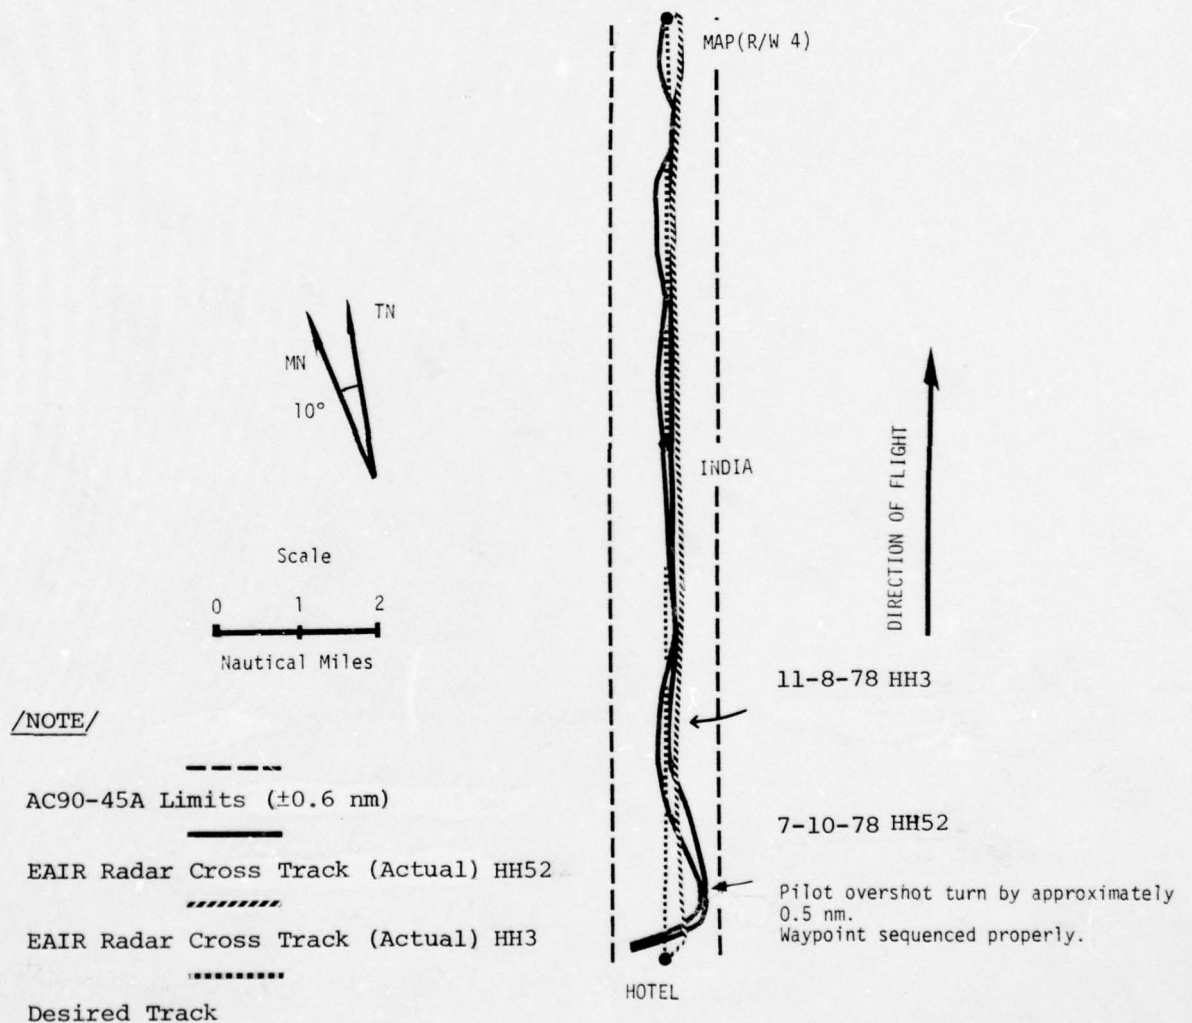 MAP(R/W 4)
TN
MN
10°
INDIA
DIRECTION OF FLIGHT
Scale
0 1 2
Nautical Miles
11-8-78 HH3
/NOTE/
AC90-45A Limits (±0.6 nm)
7-10-78 HH52
EAIR Radar Cross Track (Actual) HH52
Pilot overshot turn by approximately
0.5 nm.
Waypoint sequenced properly.
EAIR Radar Cross Track (Actual) HH3
HOTEL
Desired Track